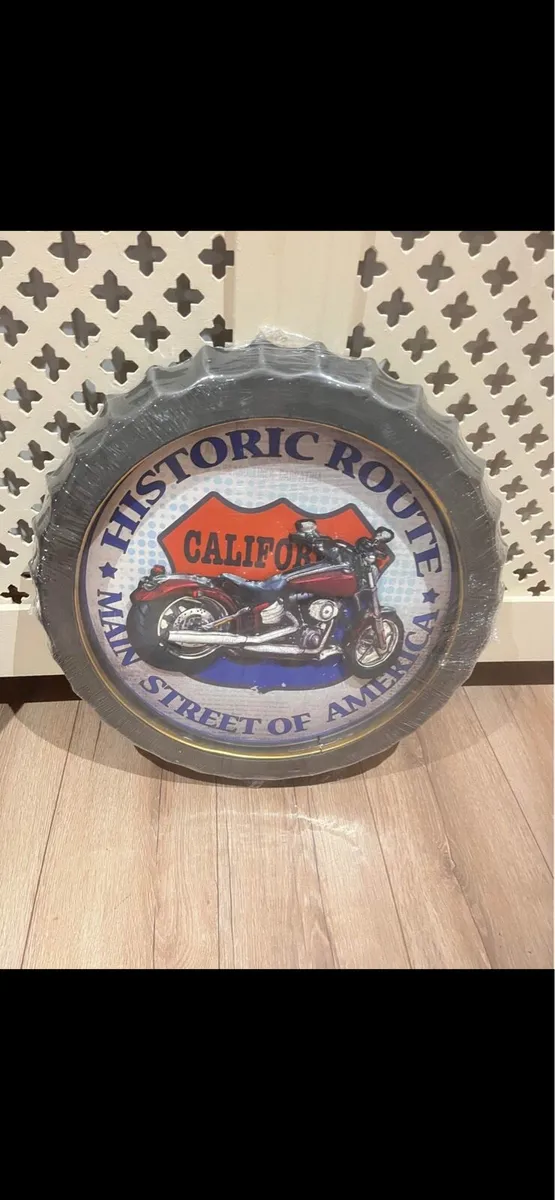 HISTORIC ROUTE
CALIFOR
MAIN STREET OF AMERICA